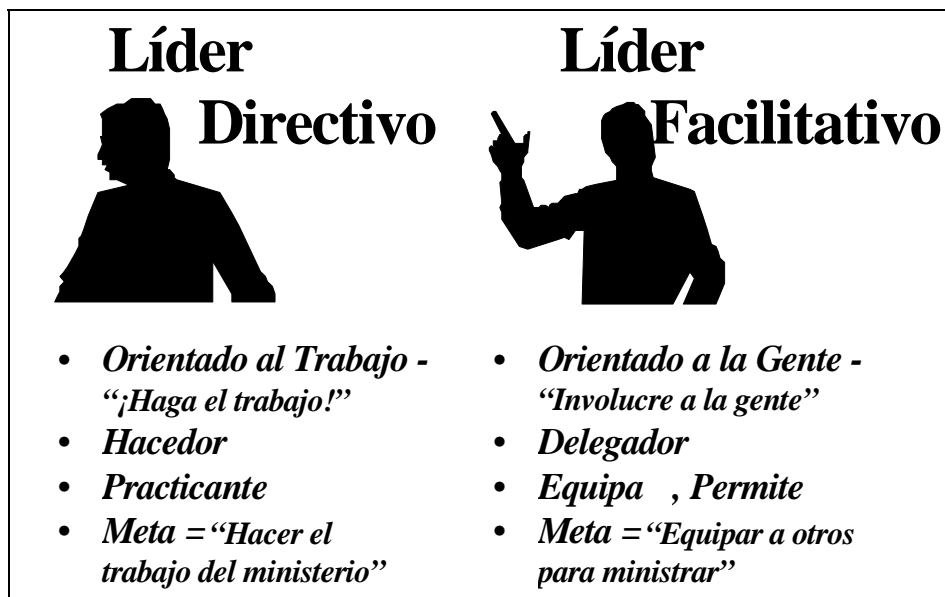 Líder
Directivo
• Orientado al Trabajo -
“¡Haga el trabajo!”
• Hacedor
• Practicante
• Meta = “Hacer el
trabajo del ministerio”
Líder
Facilitativo
• Orientado a la Gente -
“Involucre a la gente”
• Delegador
• Equipa , Permite
• Meta = “Equipar a otros
para ministrar”